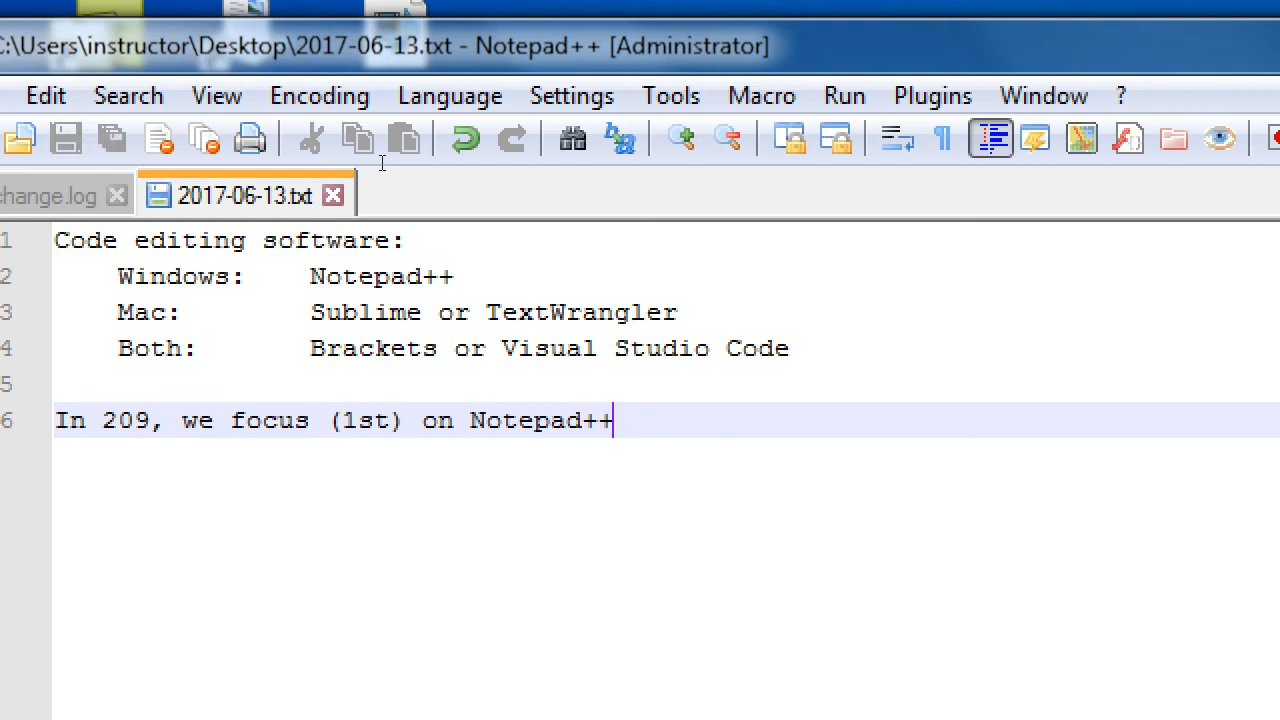 C:\Users\instructor\Desktop\2017-06-13.txt - Notepad++ [Administrator]
Edit Search View Encoding Language Settings Tools Macro Run Plugins Window ?
change.log 2017-06-13.txt
1 Code editing software:
2 Windows: Notepad++
3 Mac: Sublime or TextWrangler
4 Both: Brackets or Visual Studio Code
5
6 In 209, we focus (1st) on Notepad++